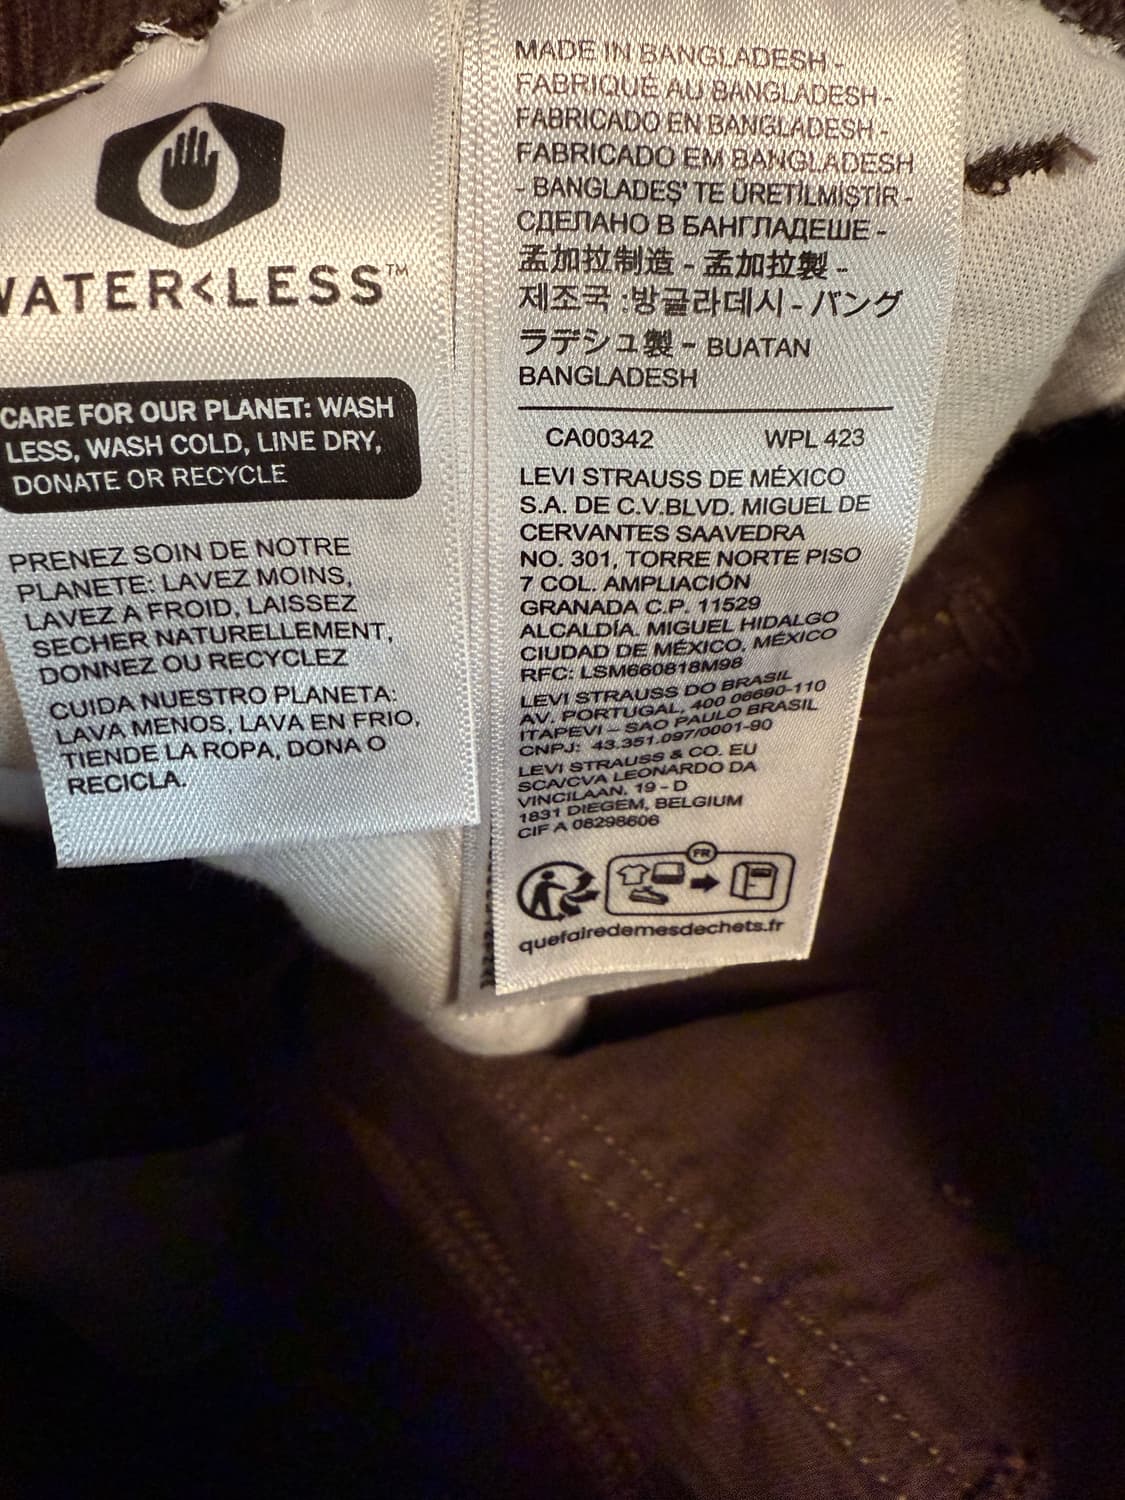 WATER<LESS™
CARE FOR OUR PLANET: WASH
LESS, WASH COLD, LINE DRY,
DONATE OR RECYCLE
PRENEZ SOIN DE NOTRE
PLANETE: LAVEZ MOINS,
LAVEZ A FROID, LAISSEZ
SECHER NATURELLEMENT,
DONNEZ OU RECYCLEZ
CUIDA NUESTRO PLANETA:
LAVA MENOS, LAVA EN FRIO,
TIENDE LA ROPA, DONA O
RECICLA.
MADE IN BANGLADESH -
FABRIQUÉ AU BANGLADESH -
FABRICADO EN BANGLADESH -
FABRICADO EM BANGLADESH
- BANGLADEŞ' TE ÜRETİLMİŞTİR -
СДЕЛАНО В БАНГЛАДЕШЕ -
孟加拉制造 - 孟加拉製 -
제조국 :방글라데시 - バング
ラデシュ製 - BUATAN
BANGLADESH
CA00342 WPL 423
LEVI STRAUSS DE MÉXICO
S.A. DE C.V.BLVD. MIGUEL DE
CERVANTES SAAVEDRA
NO. 301, TORRE NORTE PISO
7 COL. AMPLIACIÓN
GRANADA C.P. 11529
ALCALDÍA. MIGUEL HIDALGO
CIUDAD DE MÉXICO, MÉXICO
RFC: LSM660818M98
LEVI STRAUSS DO BRASIL
AV. PORTUGAL, 400 06690-110
ITAPEVI – SAO PAULO BRASIL
CNPJ: 43.351.097/0001-90
LEVI STRAUSS & CO. EU
SCA/CVA LEONARDO DA
VINCILAAN, 19 - D
1831 DIEGEM, BELGIUM
CIF A 08298606
FR
quefairedemesdechets.fr